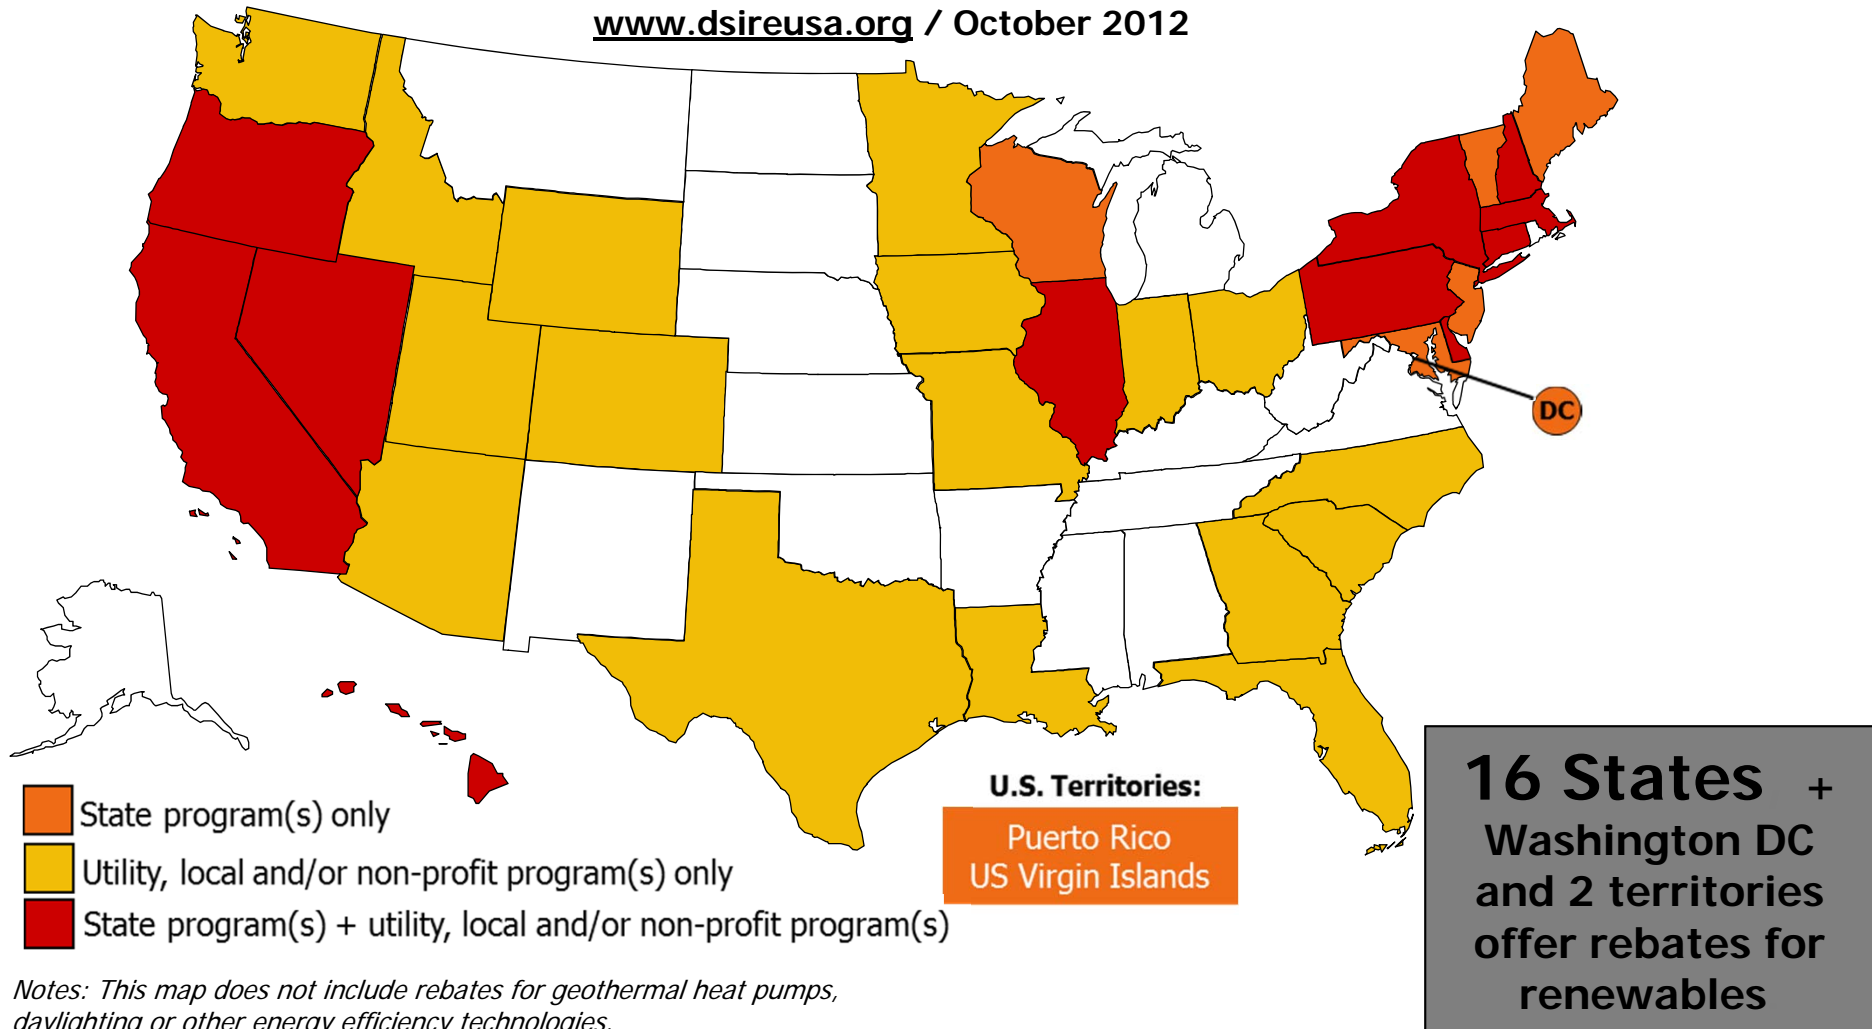 www.dsireusa.org / October 2012
DC
State program(s) only
Utility, local and/or non-profit program(s) only
State program(s) + utility, local and/or non-profit program(s)
U.S. Territories:
Puerto Rico
US Virgin Islands
16 States +
Washington DC
and 2 territories
offer rebates for
renewables
Notes: This map does not include rebates for geothermal heat pumps,
daylighting or other energy efficiency technologies.